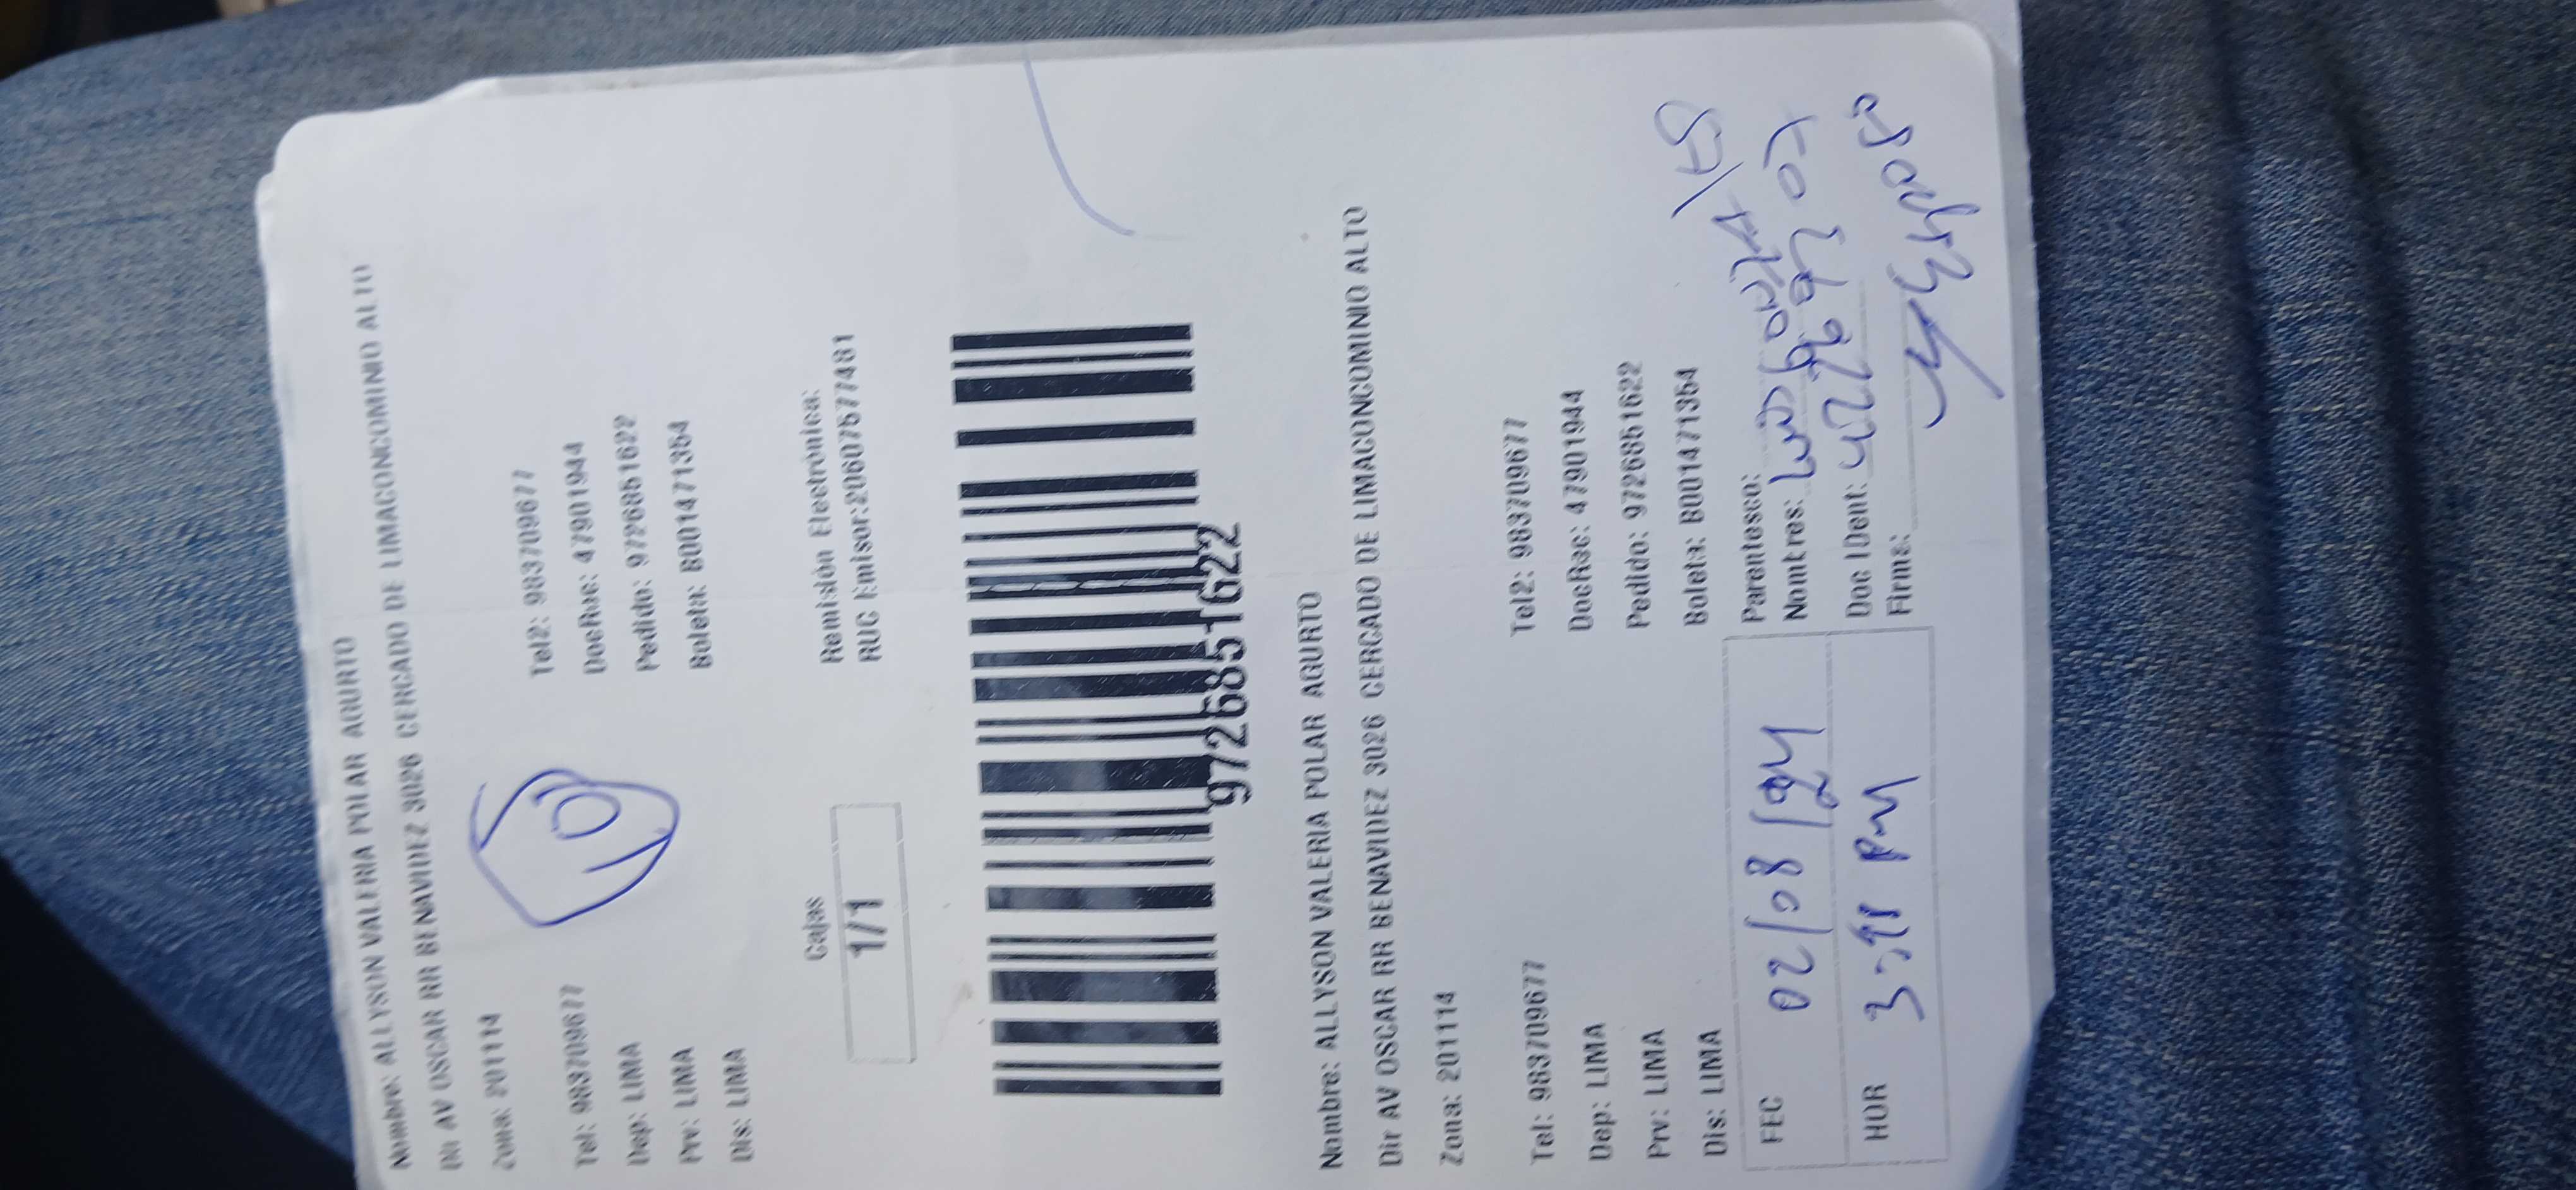 Nombre: ALLYSON VALERIA POLAR AGURTO
Dir AV OSCAR RR BENAVIDEZ 3026 CERCADO DE LIMACONCOMINIO ALTO
Zona: 201114
Tel: 983709677 Tel2: 983709677
Dep: LIMA DocRec: 47901944
Prv: LIMA Pedido: 9726851622
Dis: LIMA Boleta: B001471354
Cajas
1/1
Remisión Electrónica:
RUC Emisor:20607577481
9726851622
Nombre: ALLYSON VALERIA POLAR AGURTO
Dir AV OSCAR RR BENAVIDEZ 3026 CERCADO DE LIMACONCOMINIO ALTO
Zona: 201114
Tel: 983709677 Tel2: 983709677
Dep: LIMA DocRec: 47901944
Prv: LIMA Pedido: 9726851622
Dis: LIMA Boleta: B001471354
FEC 02/08/24
HOR 3:11 PM
Parentesco:
Nombres: Luis
Doc IDent:
Firma: